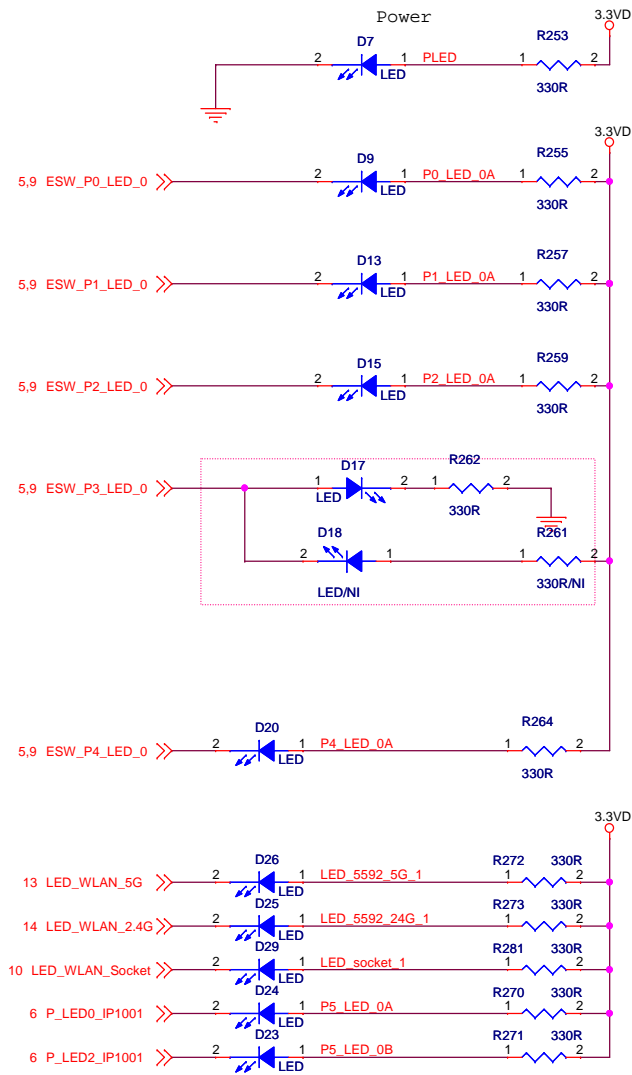 Power
3.3VD
D7
R253
2
1
PLED
1
2
LED
330R
3.3VD
D9
R255
5,9 ESW_P0_LED_0
2
1
P0_LED_0A
1
2
LED
330R
D13
R257
5,9 ESW_P1_LED_0
2
1
P1_LED_0A
1
2
LED
330R
D15
R259
5,9 ESW_P2_LED_0
2
1
P2_LED_0A
1
2
LED
330R
D17
R262
5,9 ESW_P3_LED_0
1
2
1
2
LED
330R
D18
R261
2
1
1
2
LED/NI
330R/NI
D20
R264
5,9 ESW_P4_LED_0
2
1
P4_LED_0A
1
2
LED
330R
3.3VD
D26
R272
330R
13 LED_WLAN_5G
2
1
LED_5592_5G_1
1
2
LED
D25
R273
330R
14 LED_WLAN_2.4G
2
1
LED_5592_24G_1
1
2
LED
D29
R281
330R
10 LED_WLAN_Socket
2
1
LED_socket_1
1
2
LED
D24
R270
330R
6 P_LED0_IP1001
2
1
P5_LED_0A
1
2
LED
D23
R271
330R
6 P_LED2_IP1001
2
1
P5_LED_0B
1
2
LED